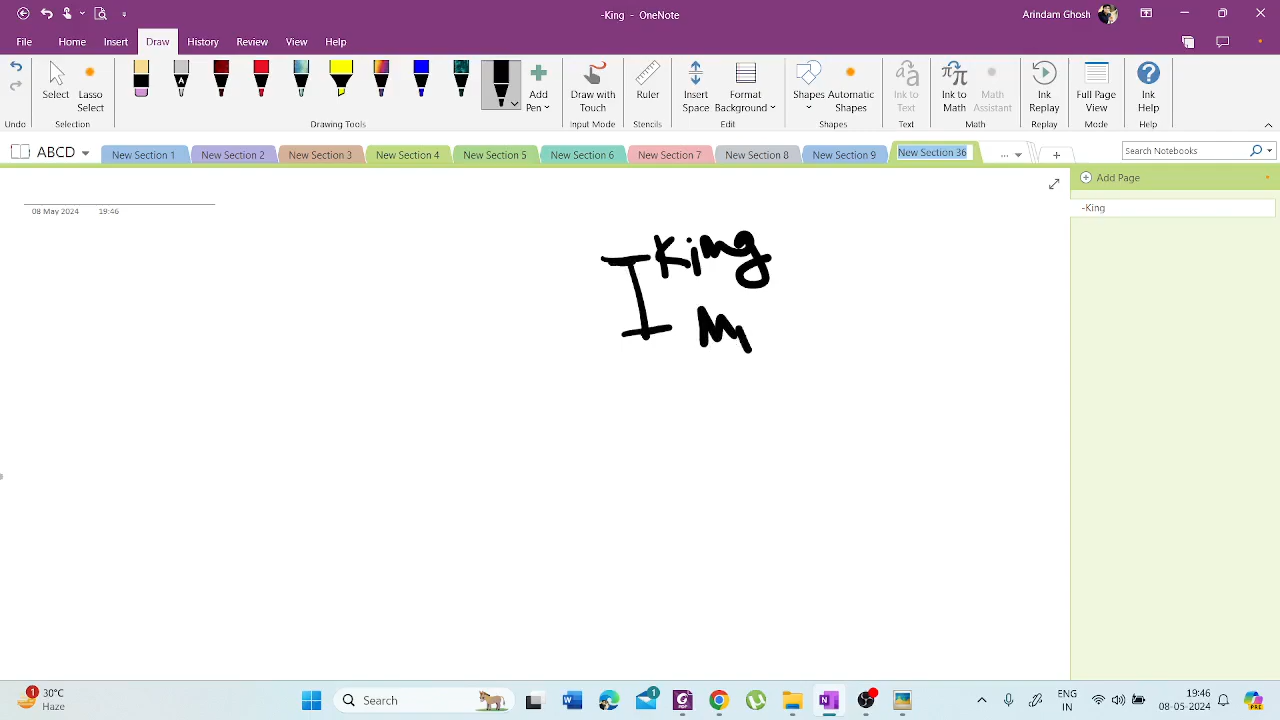 -King - OneNote
Arindam Ghosh
File Home Insert Draw History Review View Help
Undo
Select
Lasso Select
Selection
A
Drawing Tools
Add Pen
Draw with Touch
Input Mode
Ruler
Stencils
Insert Space
Format Background
Edit
Shapes
Automatic Shapes
Shapes
Ink to Text
Text
Ink to Math
Math Assistant
Math
Ink Replay
Replay
Full Page View
Mode
Ink Help
Help
ABCD
New Section 1 New Section 2 New Section 3 New Section 4 New Section 5 New Section 6 New Section 7 New Section 8 New Section 9 New Section 36 ...
Search Notebooks
Add Page
-King
08 May 2024 19:46
I King
M
1
30°C
Haze
Search
1
ENG
IN
19:46
08-05-2024
PRE